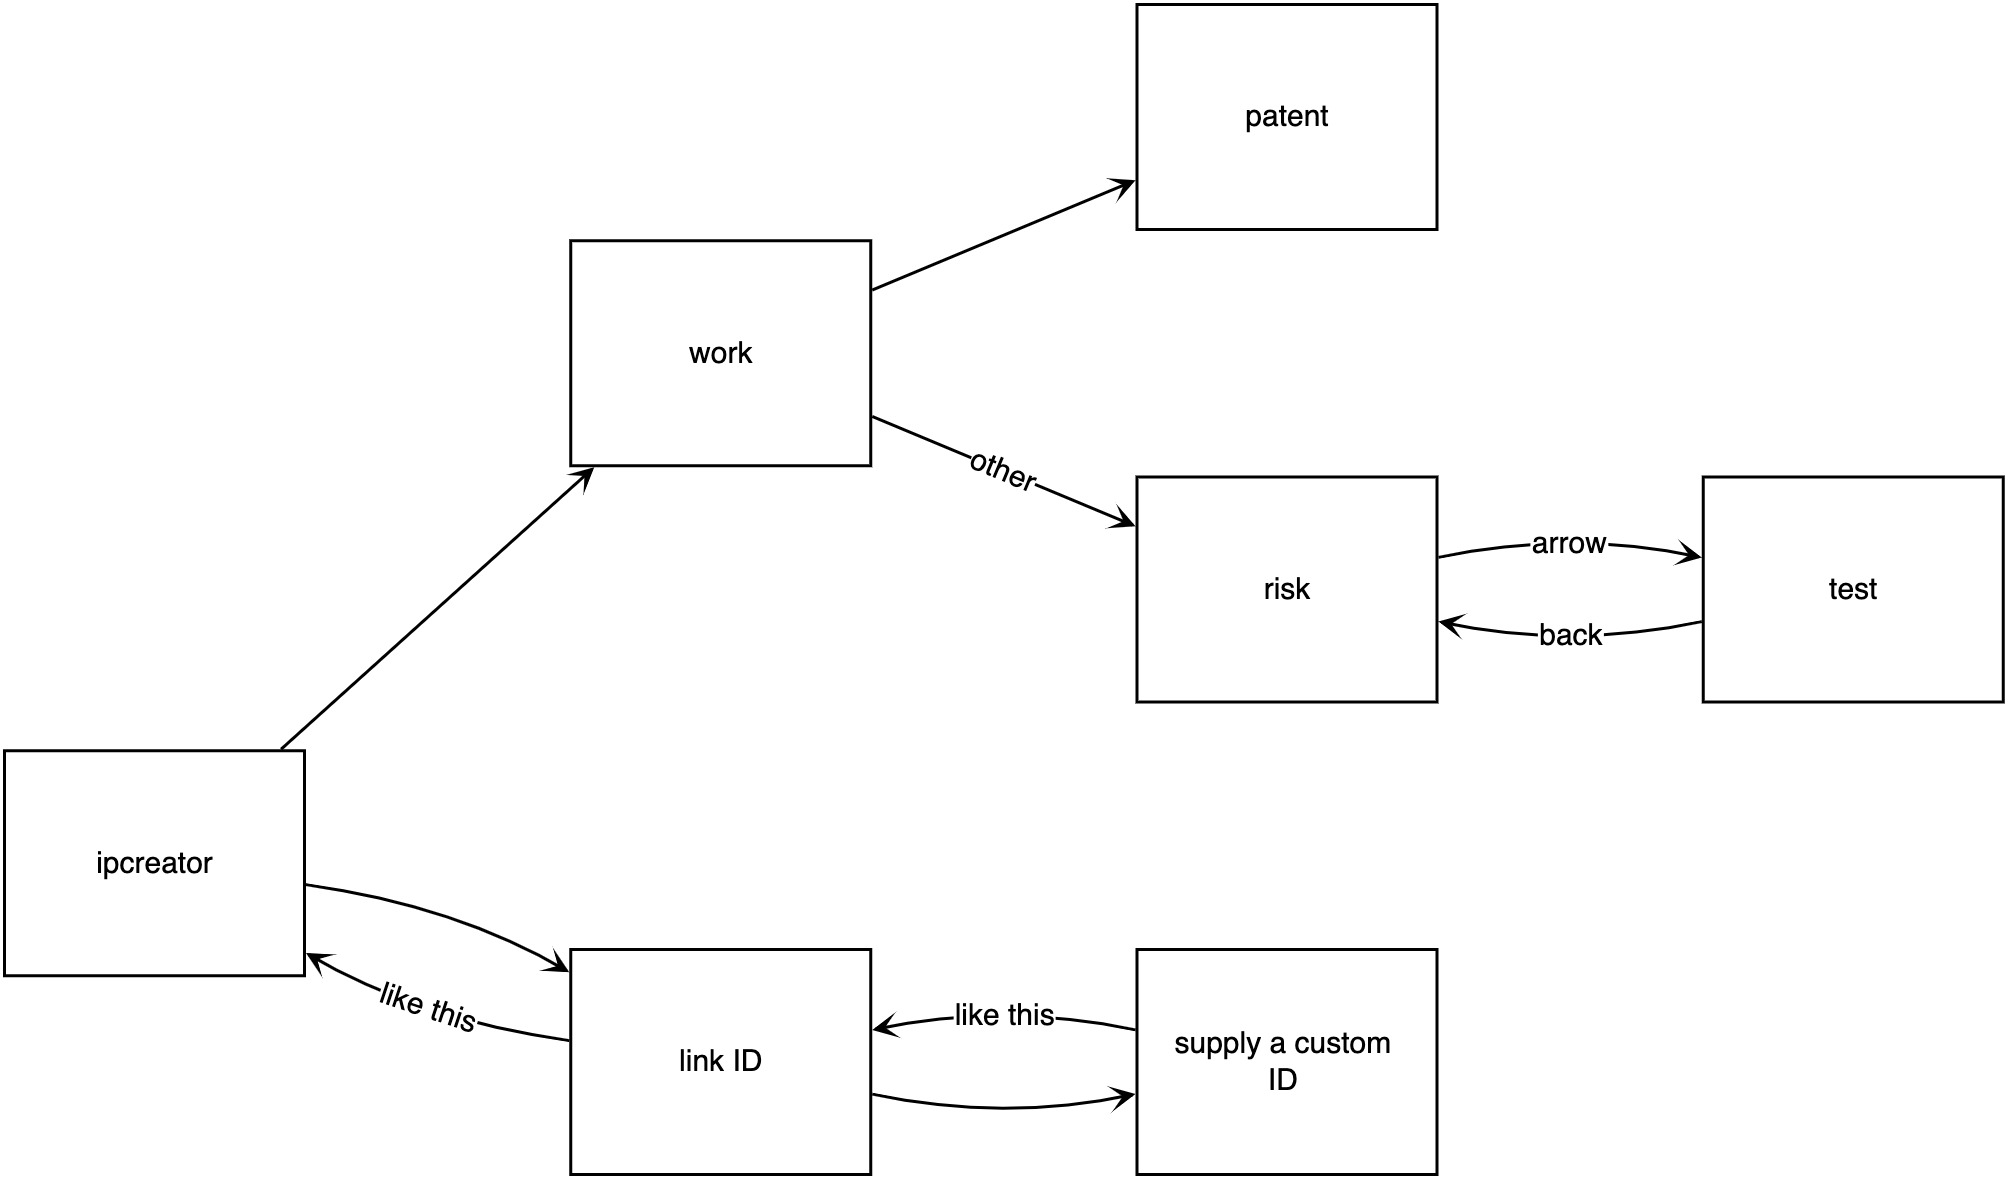 patent
work
other
risk
arrow
test
back
ipcreator
like this
link ID
like this
supply a custom
ID